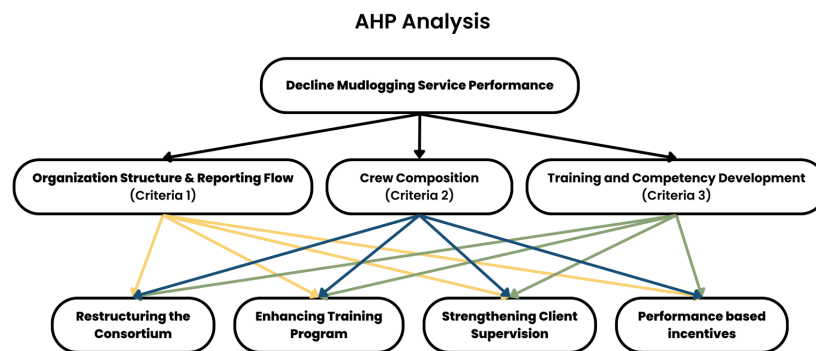 AHP Analysis
Decline Mudlogging Service Performance
Organization Structure & Reporting Flow
(Criteria 1)
Crew Composition
(Criteria 2)
Training and Competency Development
(Criteria 3)
Restructuring the
Consortium
Enhancing Training
Program
Strengthening Client
Supervision
Performance based
incentives